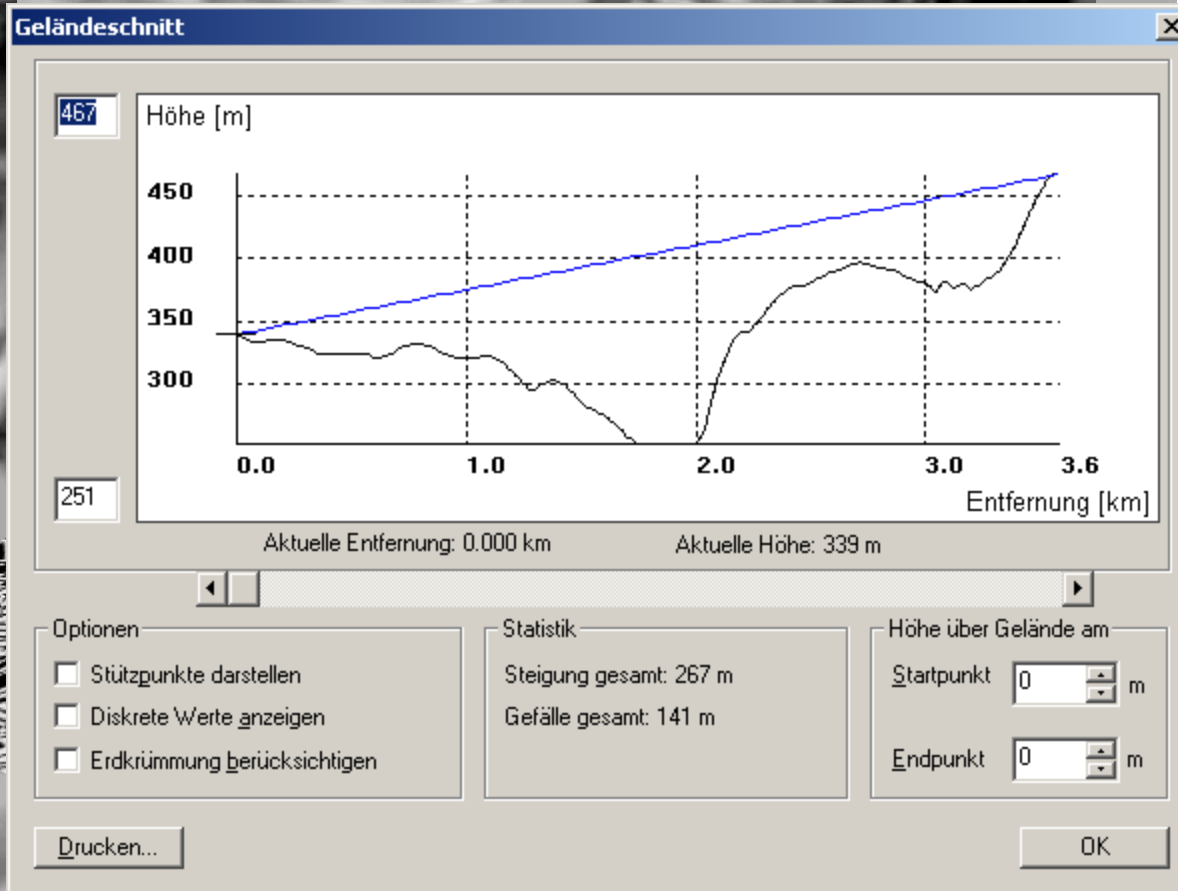 Geländeschnitt
467
Höhe [m]
450
400
350
300
0.0 1.0 2.0 3.0 3.6
251
Entfernung [km]
Aktuelle Entfernung: 0.000 km Aktuelle Höhe: 339 m
Optionen
Stützpunkte darstellen
Diskrete Werte anzeigen
Erdkrümmung berücksichtigen
Statistik
Steigung gesamt: 267 m
Gefälle gesamt: 141 m
Höhe über Gelände am
Startpunkt 0 m
Endpunkt 0 m
Drucken... OK